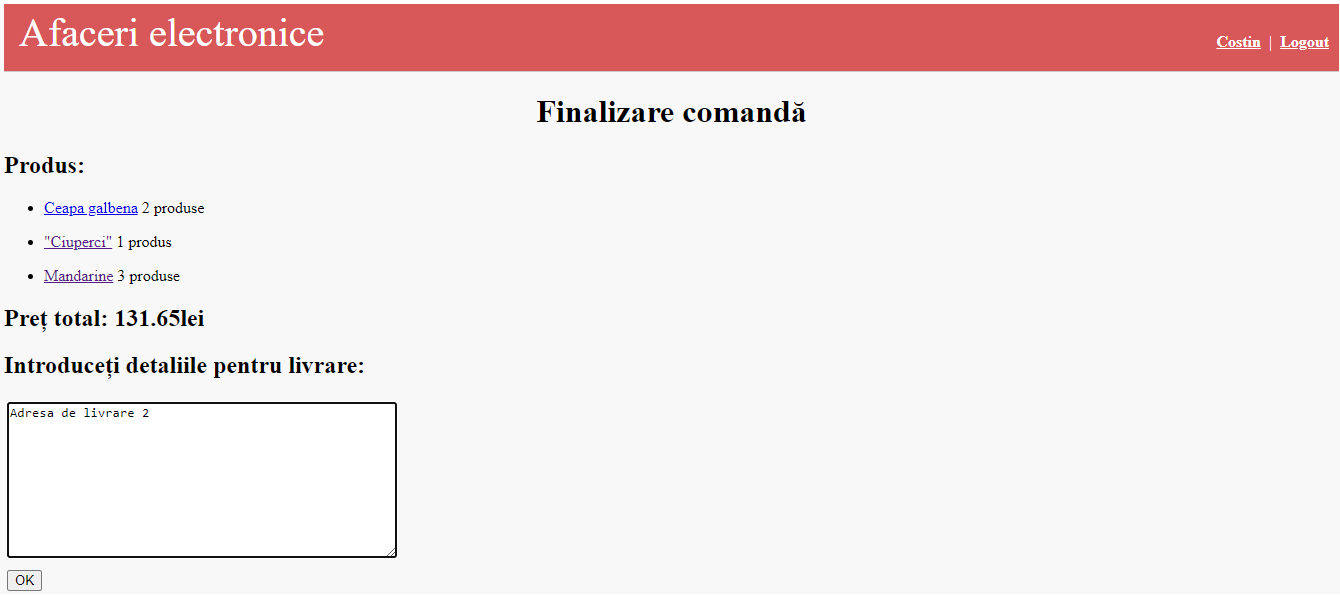 Afaceri electronice
Costin | Logout
Finalizare comandă
Produs:
Ceapa galbena 2 produse
"Ciuperci" 1 produs
Mandarine 3 produse
Preț total: 131.65lei
Introduceți detaliile pentru livrare:
Adresa de livrare 2
OK